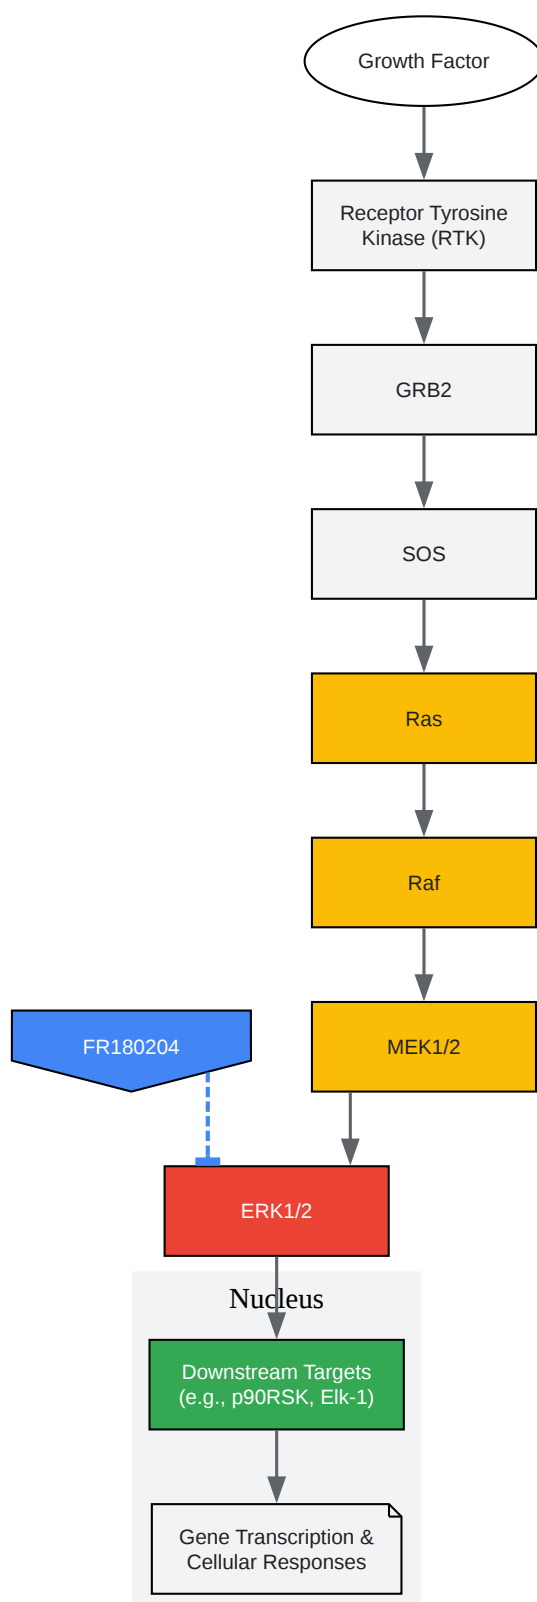 Growth Factor
Receptor Tyrosine
Kinase (RTK)
GRB2
SOS
Ras
Raf
FR180204
MEK1/2
ERK1/2
Nucleus
Downstream Targets
(e.g., p90RSK, Elk-1)
Gene Transcription &
Cellular Responses